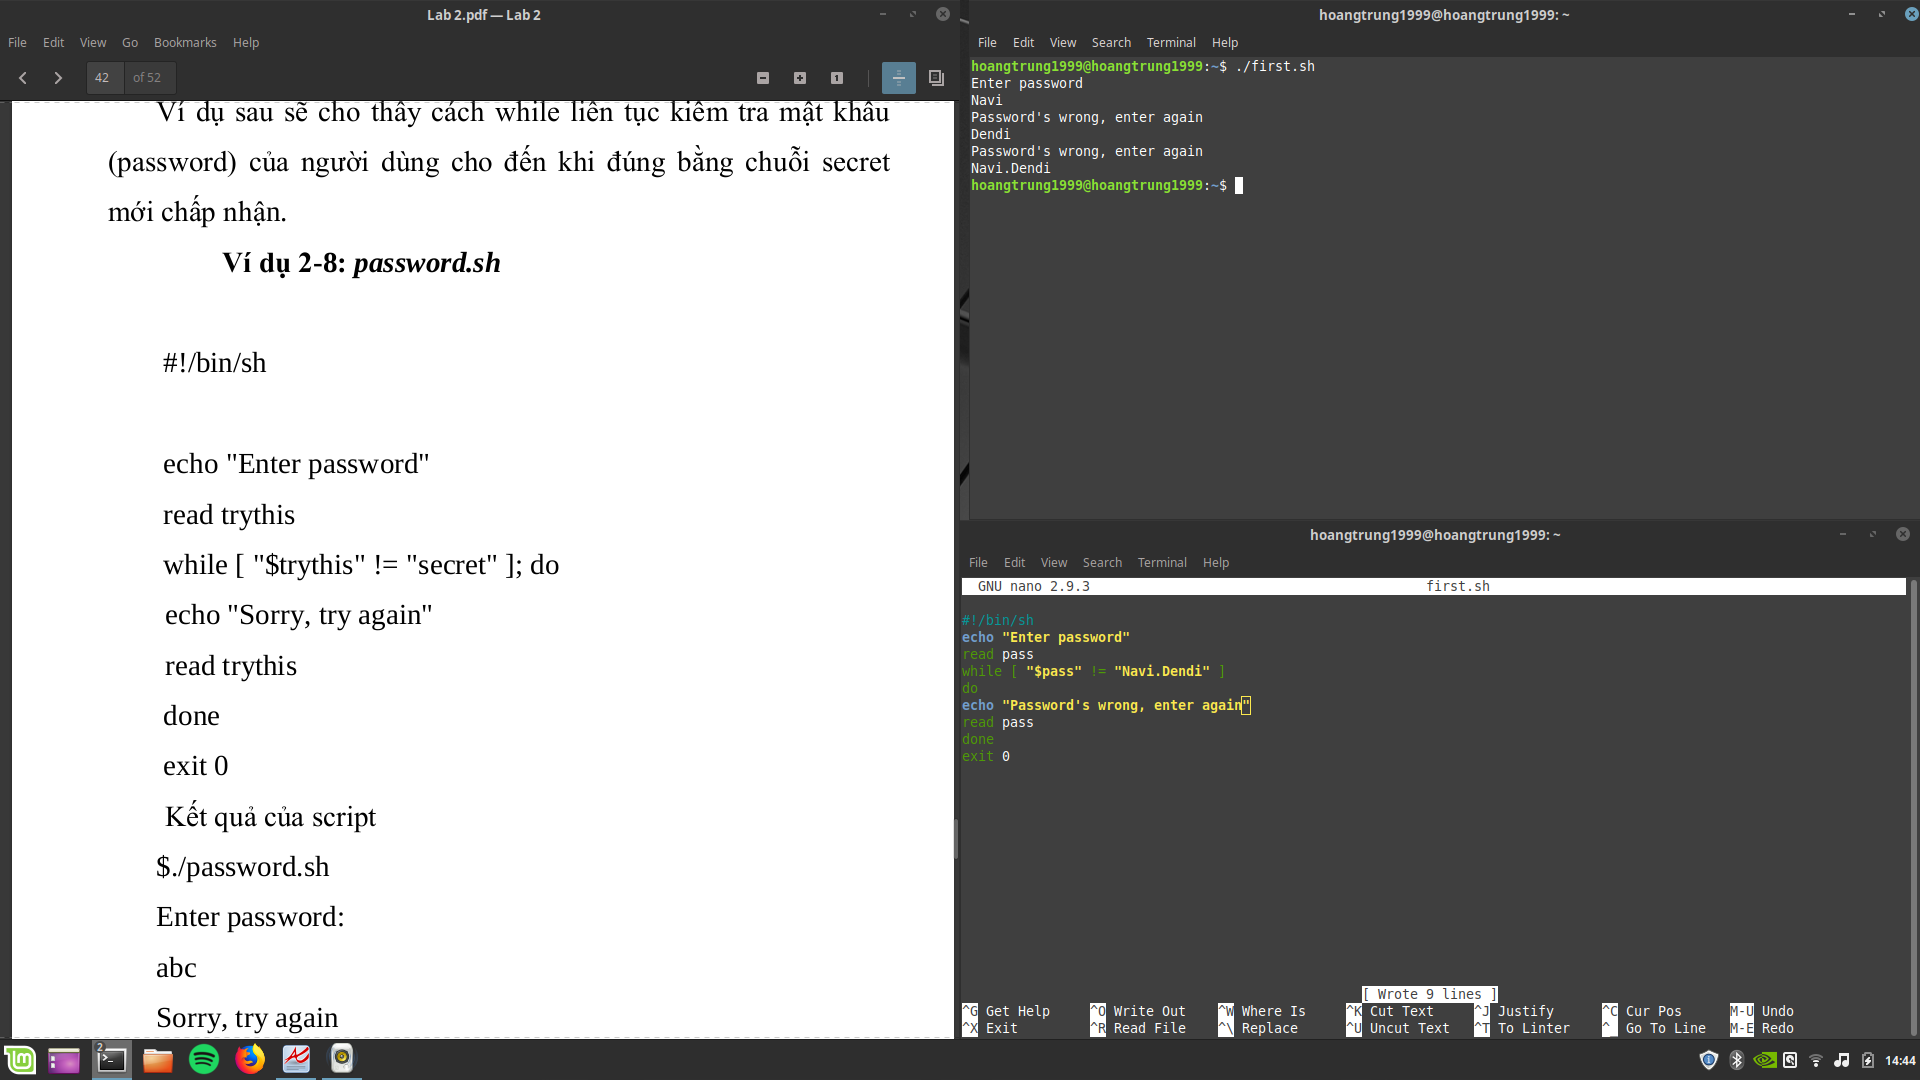 Lab 2.pdf — Lab 2
File Edit View Go Bookmarks Help
42 of 52
Ví dụ sau sẽ cho thấy cách while liên tục kiểm tra mật khẩu
(password) của người dùng cho đến khi đúng bằng chuỗi secret
mới chấp nhận.
Ví dụ 2-8: password.sh
#!/bin/sh
echo "Enter password"
read trythis
while [ "$trythis" != "secret" ]; do
echo "Sorry, try again"
read trythis
done
exit 0
Kết quả của script
$./password.sh
Enter password:
abc
Sorry, try again
hoangtrung1999@hoangtrung1999: ~
File Edit View Search Terminal Help
hoangtrung1999@hoangtrung1999:~$ ./first.sh
Enter password
Navi
Password's wrong, enter again
Dendi
Password's wrong, enter again
Navi.Dendi
hoangtrung1999@hoangtrung1999:~$
hoangtrung1999@hoangtrung1999: ~
File Edit View Search Terminal Help
GNU nano 2.9.3 first.sh
#!/bin/sh
echo "Enter password"
read pass
while [ "$pass" != "Navi.Dendi" ]
do
echo "Password's wrong, enter again"
read pass
done
exit 0
[ Wrote 9 lines ]
^G Get Help ^O Write Out ^W Where Is ^K Cut Text ^J Justify ^C Cur Pos M-U Undo
^X Exit ^R Read File ^\ Replace ^U Uncut Text ^T To Linter ^_ Go To Line M-E Redo
2
14:44